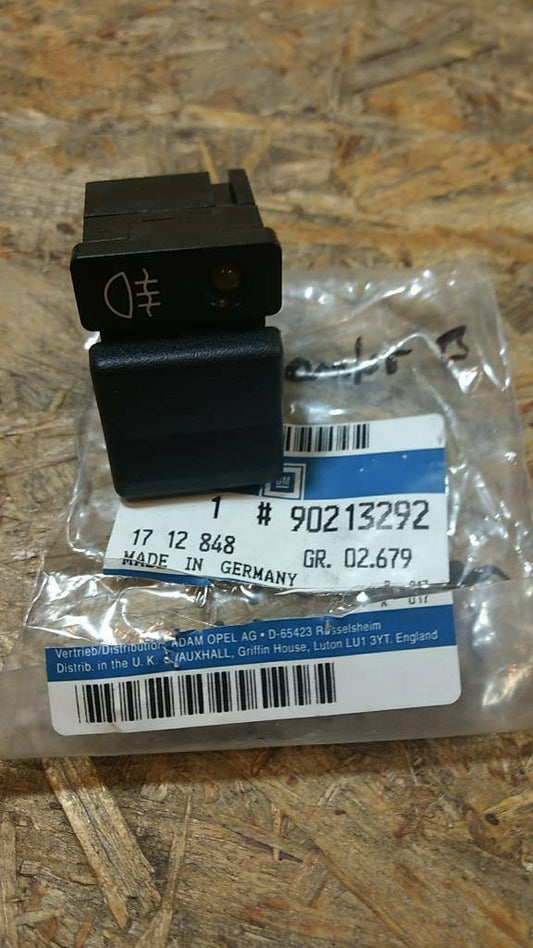 GM
1 # 90213292
17 12 848 GR. 02.679
MADE IN GERMANY
Vertrieb/Distribution ADAM OPEL AG • D-65423 Rüsselsheim
Distrib. in the U. K. VAUXHALL, Griffin House, Luton LU1 3YT. England